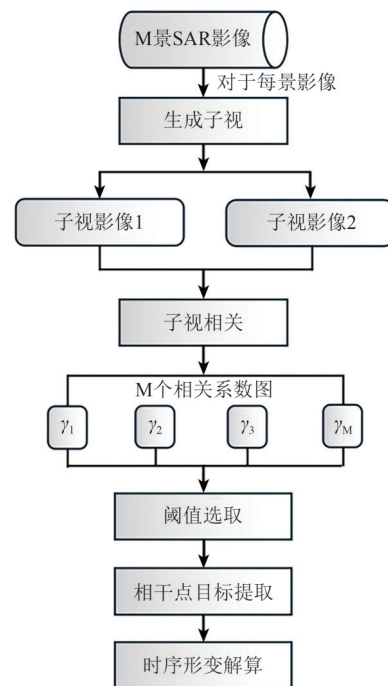 M景SAR影像
对于每景影像
生成子视
子视影像1
子视影像2
子视相关
M个相关系数图
γ₁
γ₂
γ₃
γ_M
阈值选取
相干点目标提取
时序形变解算